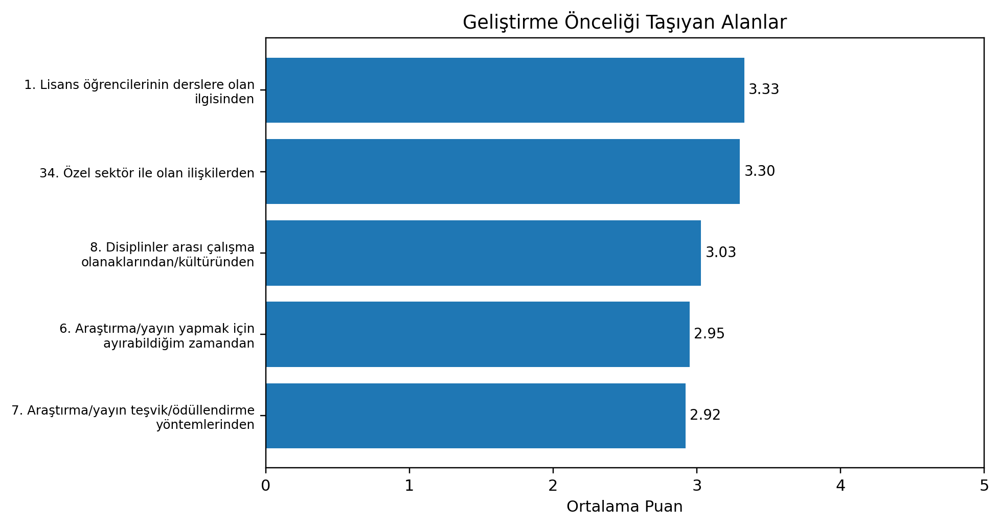 Geliştirme Önceliği Taşıyan Alanlar
1. Lisans öğrencilerinin derslere olan
ilgisinden
3.33
34. Özel sektör ile olan ilişkilerden
3.30
8. Disiplinler arası çalışma
olanaklarından/kültüründen
3.03
6. Araştırma/yayın yapmak için
ayırabildiğim zamandan
2.95
7. Araştırma/yayın teşvik/ödüllendirme
yöntemlerinden
2.92
0 1 2 3 4 5
Ortalama Puan